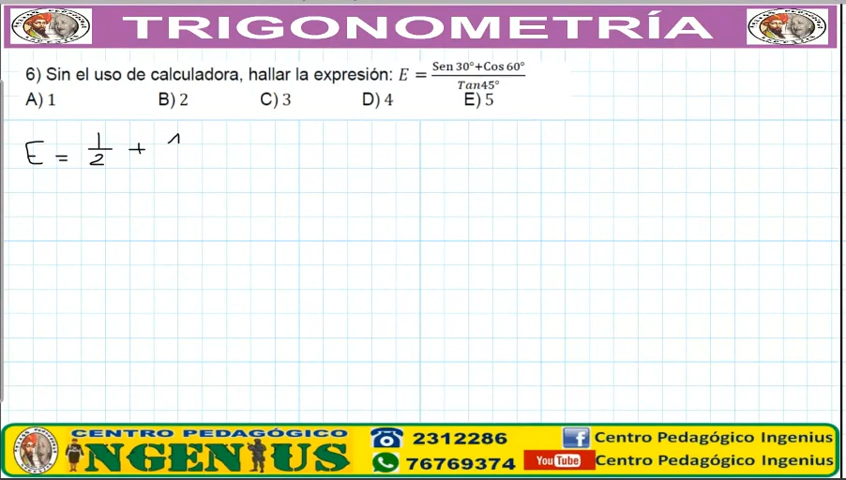 TRIGONOMETRÍA
6) Sin el uso de calculadora, hallar la expresión: E = (Sen 30°+Cos 60°)/(Tan45°)
A) 1 B) 2 C) 3 D) 4 E) 5
E = 1/2 + 1
CENTRO PEDAGÓGICO
INGENIUS
2312286
76769374
f Centro Pedagógico Ingenius
YouTube Centro Pedagógico Ingenius